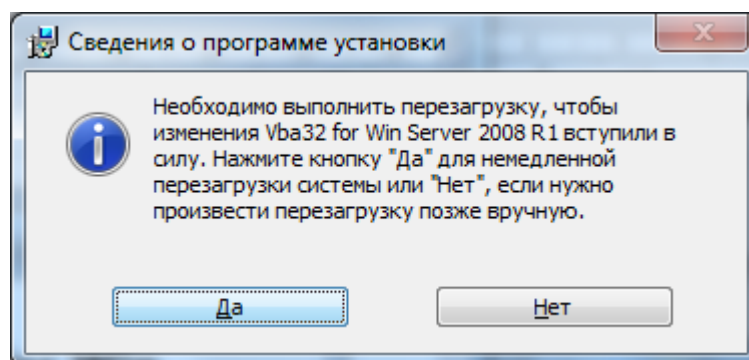 Сведения о программе установки
Необходимо выполнить перезагрузку, чтобы
изменения Vba32 for Win Server 2008 R1 вступили в
силу. Нажмите кнопку "Да" для немедленной
перезагрузки системы или "Нет", если нужно
произвести перезагрузку позже вручную.
Да
Нет